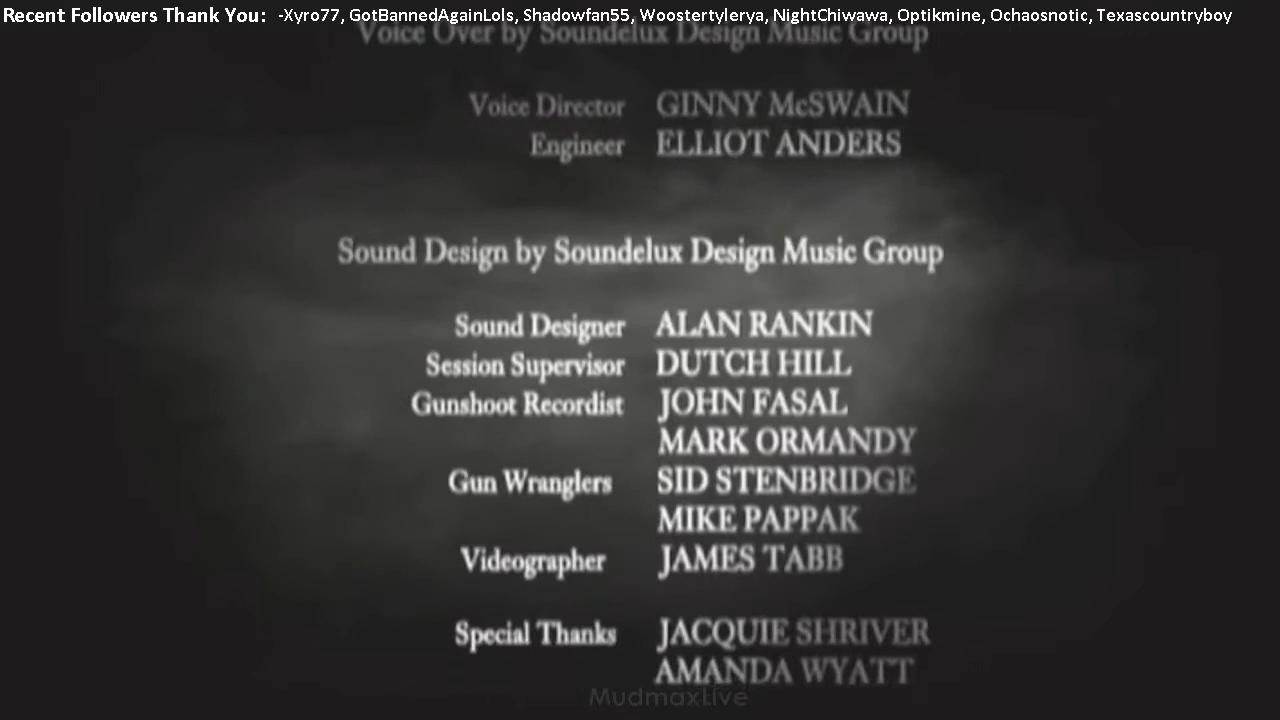 Recent Followers Thank You: -Xyro77, GotBannedAgainLols, Shadowfan55, Woostertylerya, NightChiwawa, Optikmine, Ochaosnotic, Texascountryboy
Voice Over by Soundelux Design Music Group
Voice Director GINNY McSWAIN
Engineer ELLIOT ANDERS
Sound Design by Soundelux Design Music Group
Sound Designer ALAN RANKIN
Session Supervisor DUTCH HILL
Gunshoot Recordist JOHN FASAL
MARK ORMANDY
Gun Wranglers SID STENBRIDGE
MIKE PAPPAK
Videographer JAMES TABB
Special Thanks JACQUIE SHRIVER
AMANDA WYATT
MudmaxLive